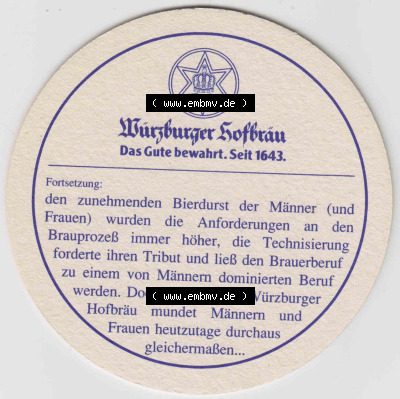 ( www.embmv.de )
Würzburger Hofbräu
Das Gute bewahrt. Seit 1643.
Fortsetzung:
den zunehmenden Bierdurst der Männer (und
Frauen) wurden die Anforderungen an den
Brauprozeß immer höher, die Technisierung
forderte ihren Tribut und ließ den Brauerberuf
zu einem von Männern dominierten Beruf
werden. ( www.embmv.de ) Würzburger
Hofbräu mundet Männern und
Frauen heutzutage durchaus
gleichermaßen...